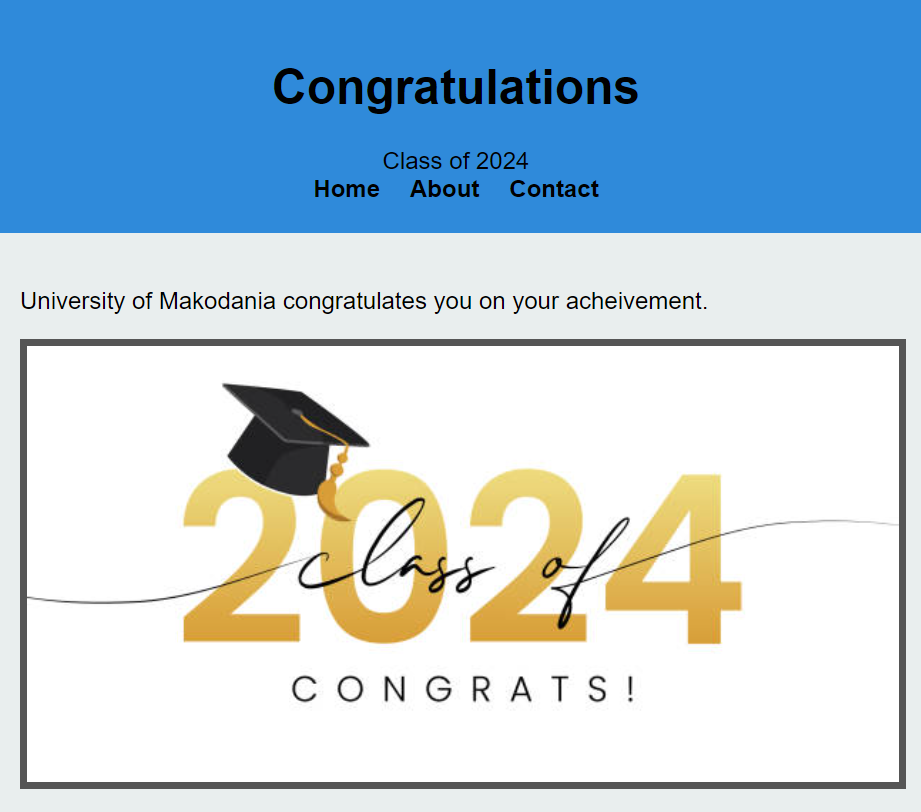 Congratulations
Class of 2024
Home About Contact
University of Makodania congratulates you on your acheivement.
2024
class of
CONGRATS!